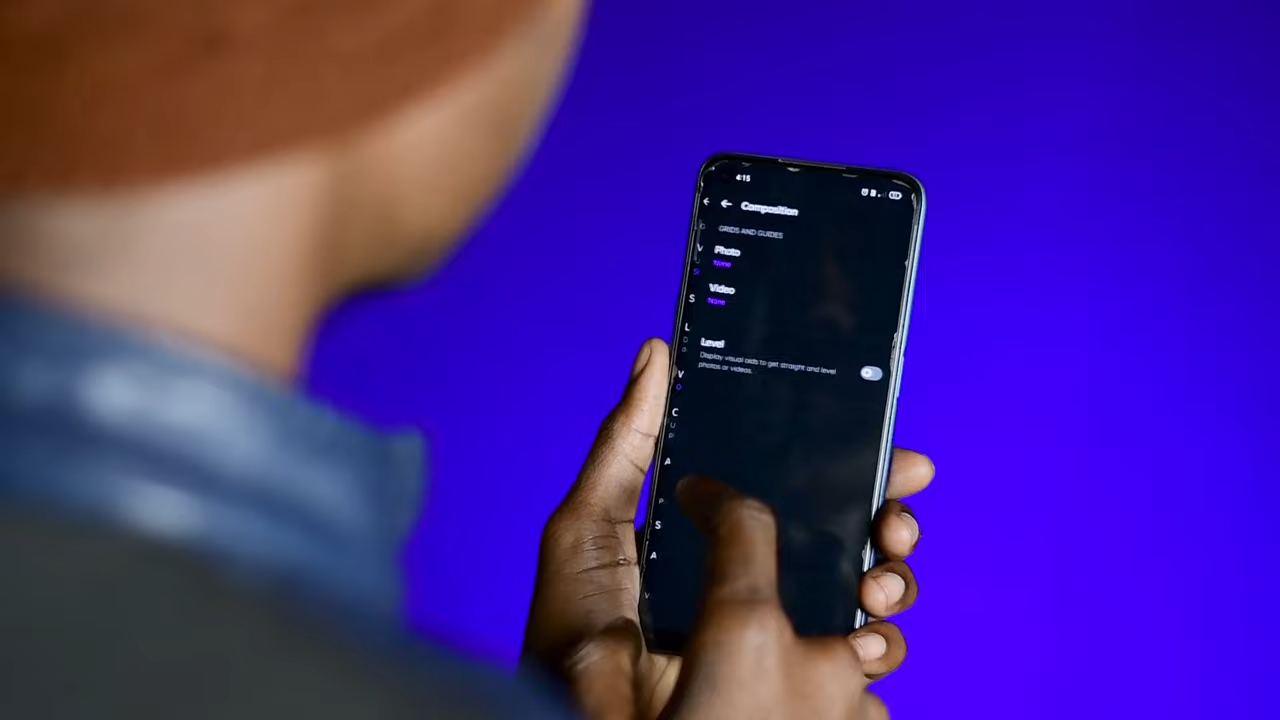 4:15
Composition
GRIDS AND GUIDES
Photo
None
Video
None
Level
Display visual aids to get straight and level
photos or videos.